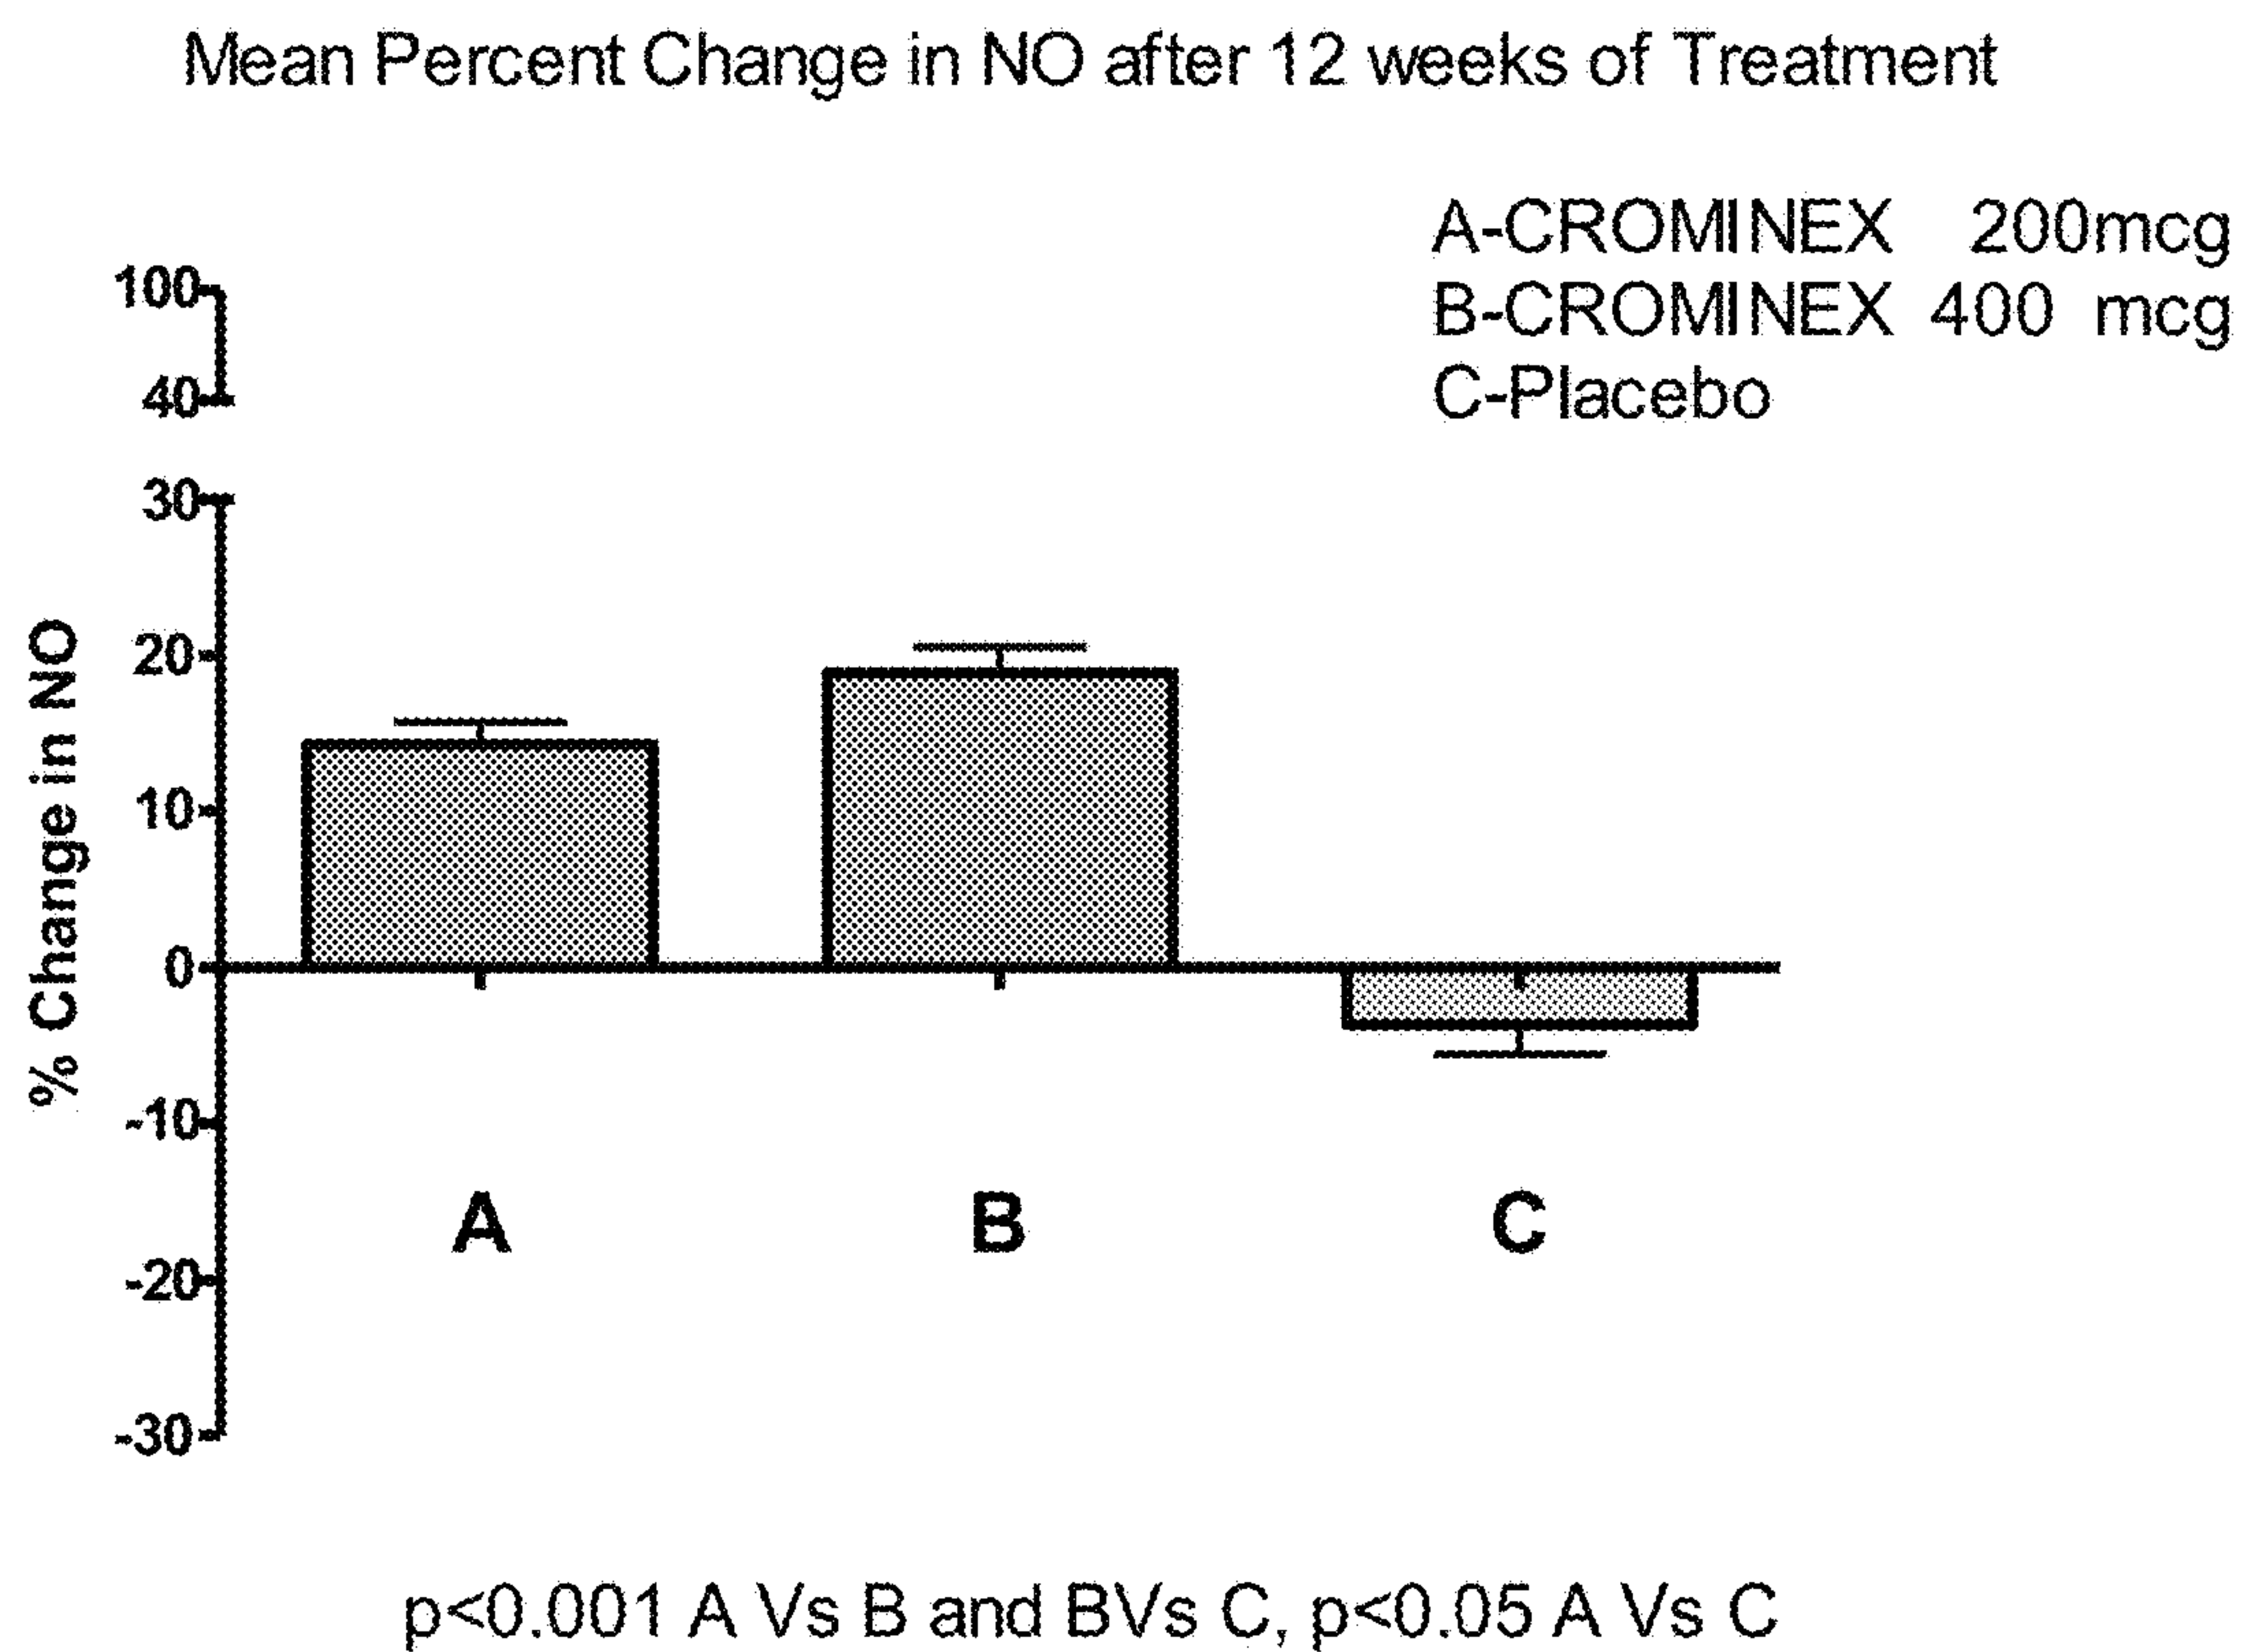 Mean Percent Change in NO after 12 weeks of Treatment
A-CROMINEX 200mcg
B-CROMINEX 400 mcg
C-Placebo
100
40
30
20
10
0
-10
-20
-30
% Change in NO
A B C
p<0.001 A Vs B and BVs C, p<0.05 A Vs C